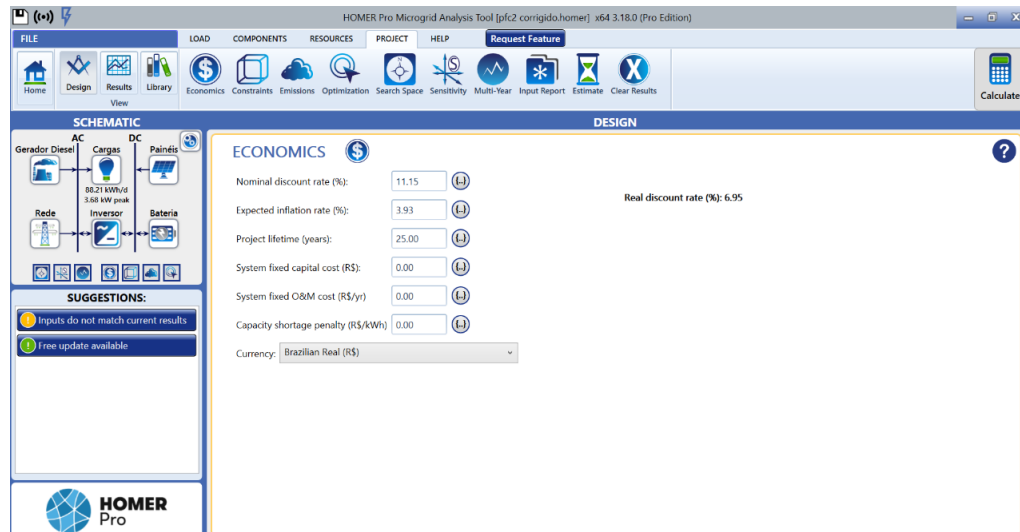 HOMER Pro Microgrid Analysis Tool [pfc2 corrigido.homer] x64 3.18.0 (Pro Edition)
FILE
LOAD COMPONENTS RESOURCES PROJECT HELP Request Feature
Home Design Results Library Economics Constraints Emissions Optimization Search Space Sensitivity Multi-Year Input Report Estimate Clear Results Calculate
View
SCHEMATIC
DESIGN
AC DC
Gerador Diesel Cargas Painéis
88.21 kWh/d
3.68 kW peak
Rede Inversor Bateria
SUGGESTIONS:
Inputs do not match current results
Free update available
HOMER
Pro
ECONOMICS
Nominal discount rate (%): 11.15
Real discount rate (%): 6.95
Expected inflation rate (%): 3.93
Project lifetime (years): 25.00
System fixed capital cost (R$): 0.00
System fixed O&M cost (R$/yr) 0.00
Capacity shortage penalty (R$/kWh) 0.00
Currency: Brazilian Real (R$)